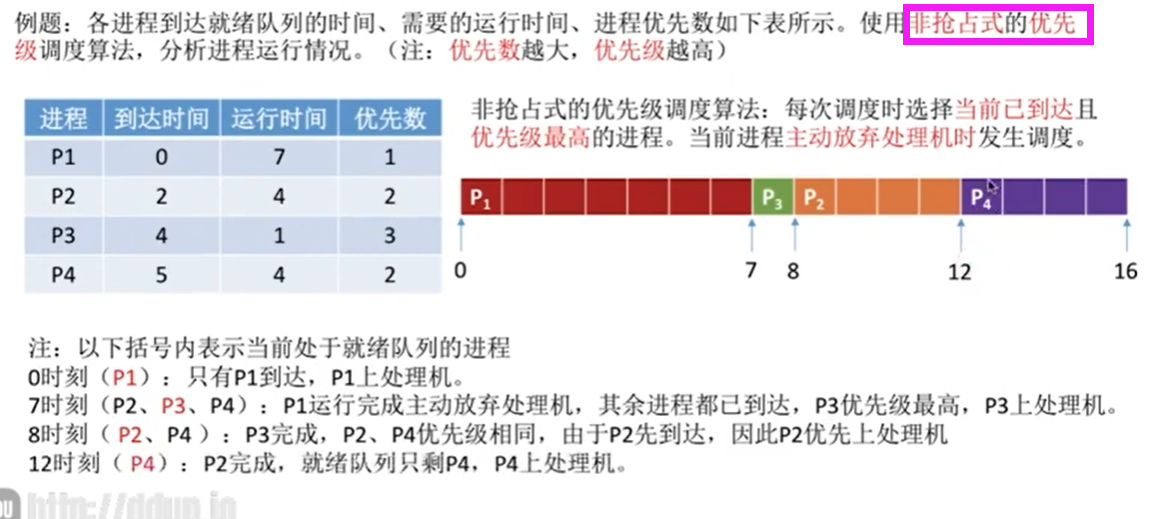 例题：各进程到达就绪队列的时间、需要的运行时间、进程优先数如下表所示。使用非抢占式的优先
级调度算法，分析进程运行情况。（注：优先数越大，优先级越高）
进程 到达时间 运行时间 优先数
P1 0 7 1
P2 2 4 2
P3 4 1 3
P4 5 4 2
非抢占式的优先级调度算法：每次调度时选择当前已到达且
优先级最高的进程。当前进程主动放弃处理机时发生调度。
P1 P3 P2 P4
0 7 8 12 16
注：以下括号内表示当前处于就绪队列的进程
0时刻（P1）：只有P1到达，P1上处理机。
7时刻（P2、P3、P4）：P1运行完成主动放弃处理机，其余进程都已到达，P3优先级最高，P3上处理机。
8时刻（P2、P4）：P3完成，P2、P4优先级相同，由于P2先到达，因此P2优先上处理机
12时刻（P4）：P2完成，就绪队列只剩P4，P4上处理机。